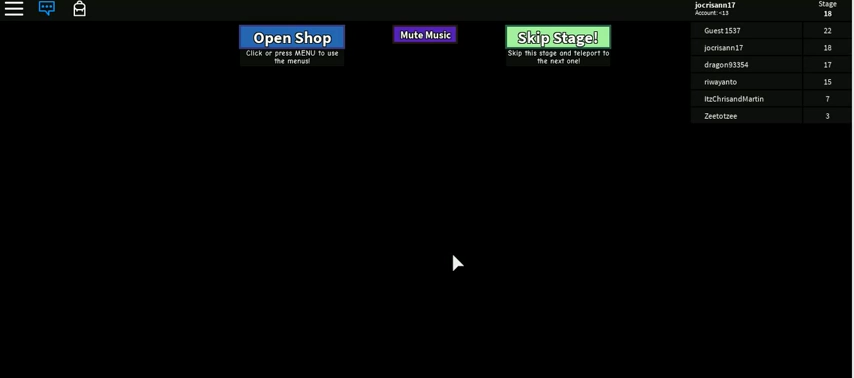 jocrisann17
Account: <13
Stage
18
Open Shop
Click or press MENU to use
the menus!
Mute Music
Skip Stage!
Skip this stage and teleport to
the next one!
Guest 1537 22
jocrisann17 18
dragon93354 17
riwayanto 15
ItzChrisandMartin 7
Zeetotzee 3